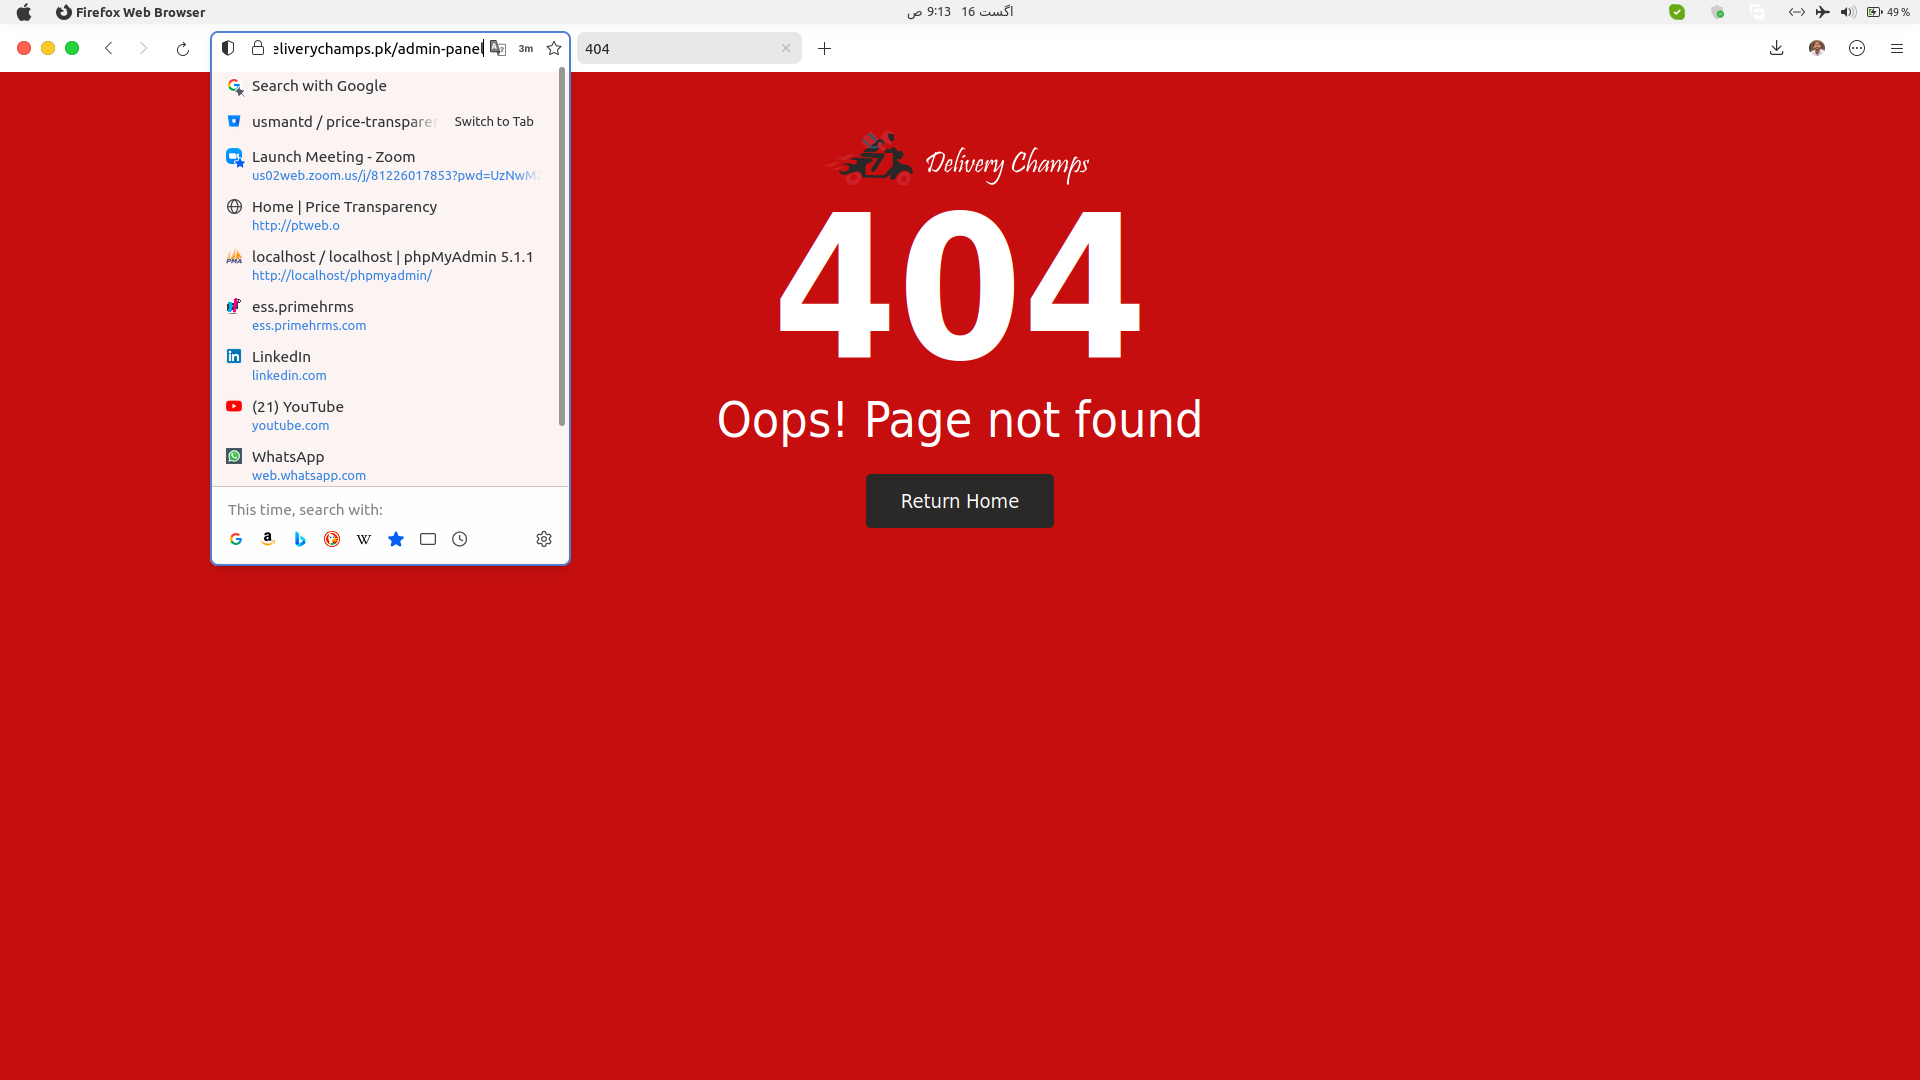 Firefox Web Browser
اگست 16 9:13 ص
49 %
eliverychamps.pk/admin-panel
3m
404
Search with Google
usmantd / price-transparen
Switch to Tab
Launch Meeting - Zoom
us02web.zoom.us/j/81226017853?pwd=UzNwM
Home | Price Transparency
http://ptweb.o
localhost / localhost | phpMyAdmin 5.1.1
http://localhost/phpmyadmin/
ess.primehrms
ess.primehrms.com
LinkedIn
linkedin.com
(21) YouTube
youtube.com
WhatsApp
web.whatsapp.com
This time, search with:
Delivery Champs
404
Oops! Page not found
Return Home